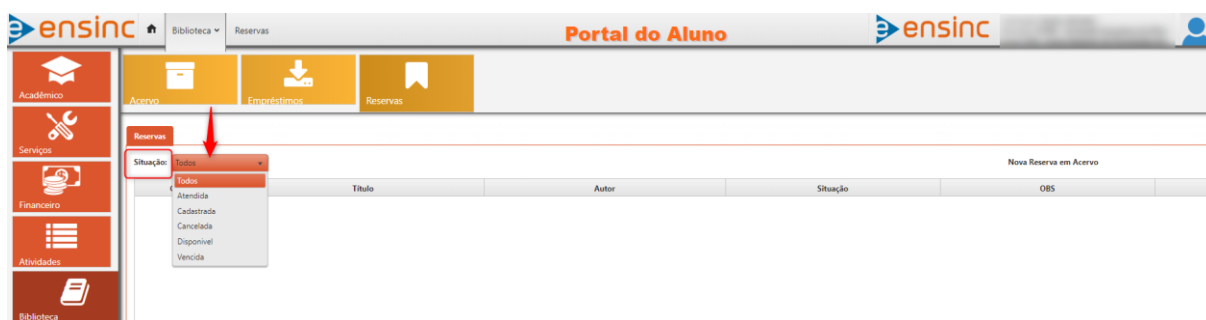 ensinc
Biblioteca
Reservas
Portal do Aluno
ensinc
Acadêmico
Serviços
Financeiro
Atividades
Biblioteca
Acervo
Empréstimos
Reservas
Reservas
Situação: Todos
Nova Reserva em Acervo
Título Autor Situação OBS
Todos
Atendida
Cadastrada
Cancelada
Disponivel
Vencida